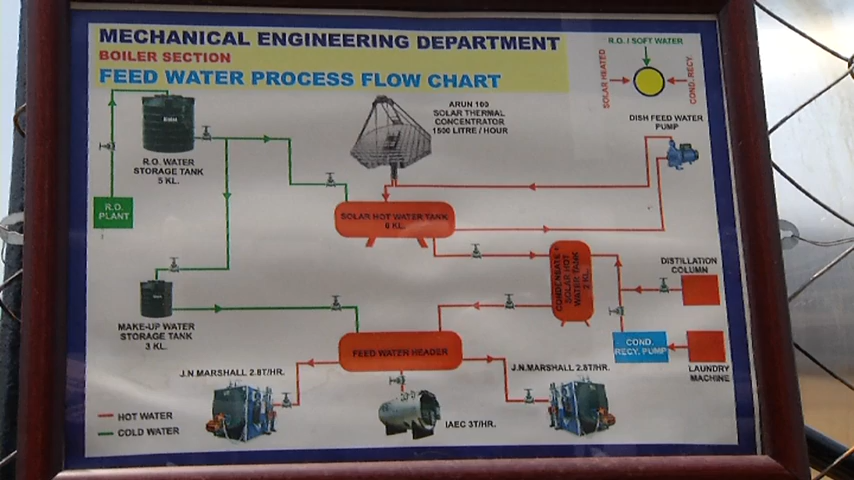 MECHANICAL ENGINEERING DEPARTMENT
BOILER SECTION
FEED WATER PROCESS FLOW CHART
R.O. / SOFT WATER
SOLAR HEATED
COND. RECY.
ARUN 100
SOLAR THERMAL
CONCENTRATOR
1500 LITRE / HOUR
DISH FEED WATER
PUMP
R.O. WATER
STORAGE TANK
5 KL.
R.O.
PLANT
SOLAR HOT WATER TANK
6 KL.
CONDENSATE +
SOLAR HOT
WATER TANK
2 KL.
DISTILLATION
COLUMN
MAKE-UP WATER
STORAGE TANK
3 KL.
FEED WATER HEADER
COND.
RECY. PUMP
LAUNDRY
MACHINE
J.N.MARSHALL 2.8T/HR.
J.N.MARSHALL 2.8T/HR.
IAEC 3T/HR.
HOT WATER
COLD WATER